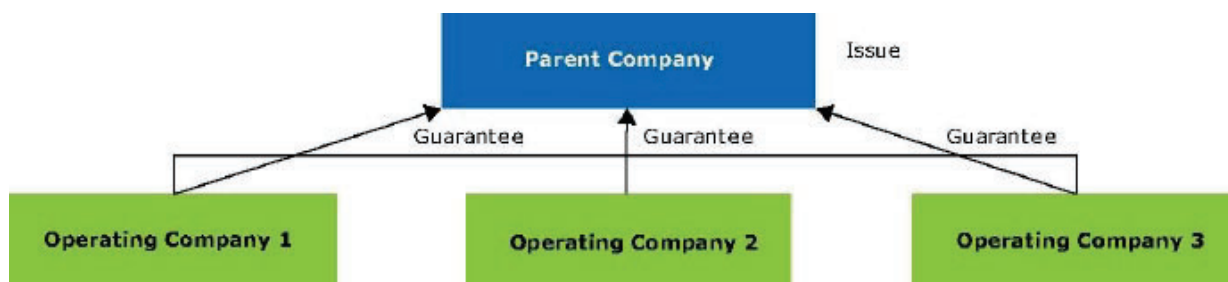 Parent Company
Issue
Guarantee
Guarantee
Guarantee
Operating Company 1
Operating Company 2
Operating Company 3